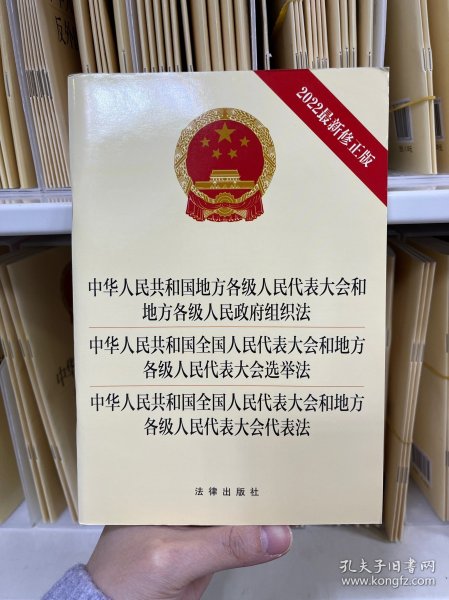 2022最新修正版
中华人民共和国地方各级人民代表大会和
地方各级人民政府组织法
中华人民共和国全国人民代表大会和地方
各级人民代表大会选举法
中华人民共和国全国人民代表大会和地方
各级人民代表大会代表法
法律出版社
孔夫子旧书网
www.kongfz.com